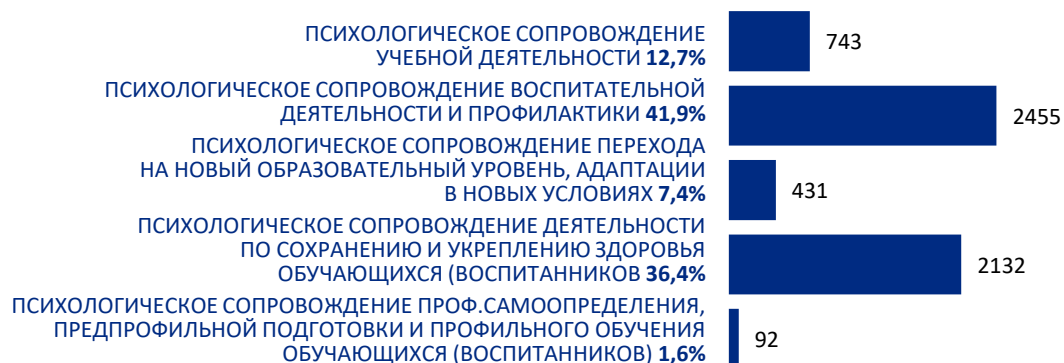 ПСИХОЛОГИЧЕСКОЕ СОПРОВОЖДЕНИЕ
УЧЕБНОЙ ДЕЯТЕЛЬНОСТИ 12,7%
743
ПСИХОЛОГИЧЕСКОЕ СОПРОВОЖДЕНИЕ ВОСПИТАТЕЛЬНОЙ
ДЕЯТЕЛЬНОСТИ И ПРОФИЛАКТИКИ 41,9%
2455
ПСИХОЛОГИЧЕСКОЕ СОПРОВОЖДЕНИЕ ПЕРЕХОДА
НА НОВЫЙ ОБРАЗОВАТЕЛЬНЫЙ УРОВЕНЬ, АДАПТАЦИИ
В НОВЫХ УСЛОВИЯХ 7,4%
431
ПСИХОЛОГИЧЕСКОЕ СОПРОВОЖДЕНИЕ ДЕЯТЕЛЬНОСТИ
ПО СОХРАНЕНИЮ И УКРЕПЛЕНИЮ ЗДОРОВЬЯ
ОБУЧАЮЩИХСЯ (ВОСПИТАННИКОВ 36,4%
2132
ПСИХОЛОГИЧЕСКОЕ СОПРОВОЖДЕНИЕ ПРОФ.САМООПРЕДЕЛЕНИЯ,
ПРЕДПРОФИЛЬНОЙ ПОДГОТОВКИ И ПРОФИЛЬНОГО ОБУЧЕНИЯ
ОБУЧАЮЩИХСЯ (ВОСПИТАННИКОВ) 1,6%
92